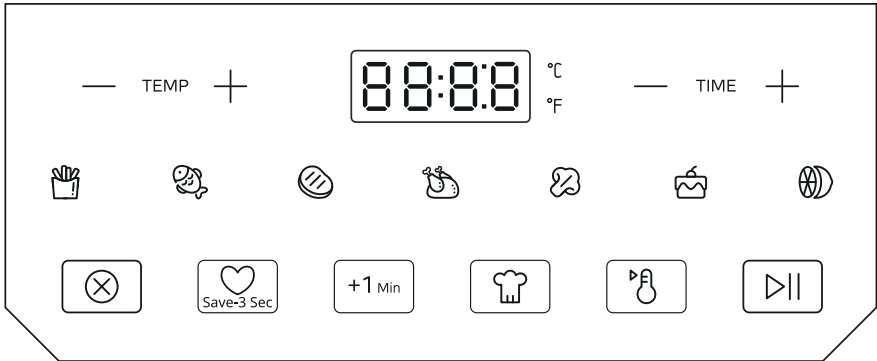 — TEMP +
88:8:8
°C
°F
— TIME +
Save-3 Sec
+1 Min